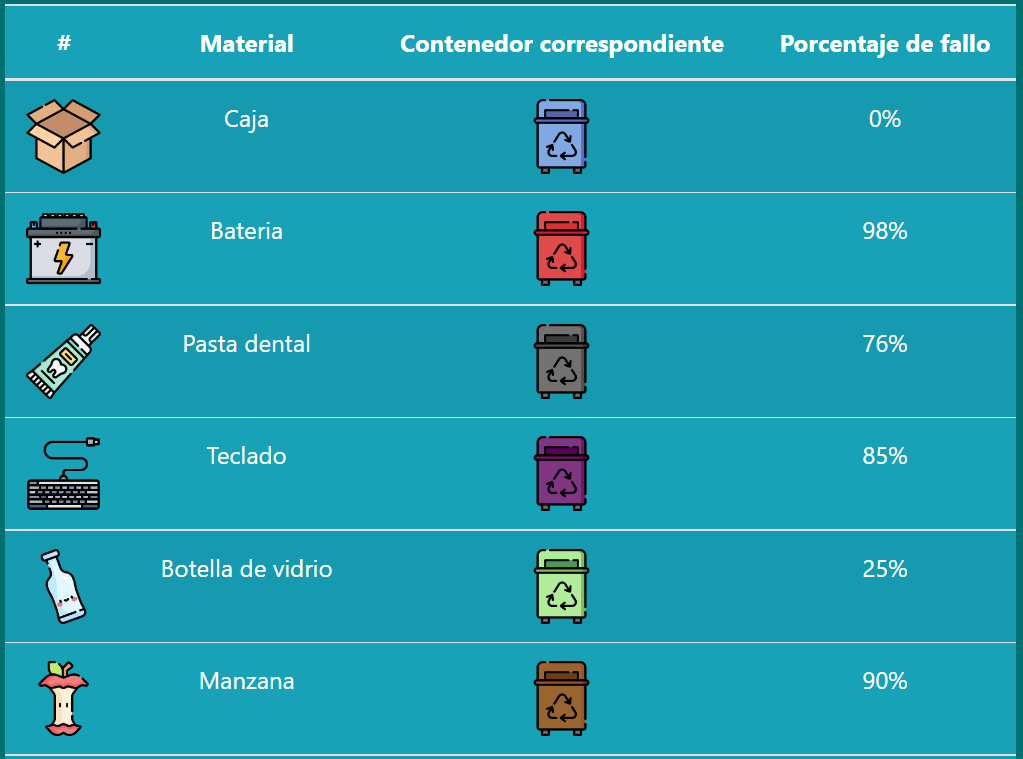 # Material Contenedor correspondiente Porcentaje de fallo
Caja 0%
Bateria 98%
Pasta dental 76%
Teclado 85%
Botella de vidrio 25%
Manzana 90%